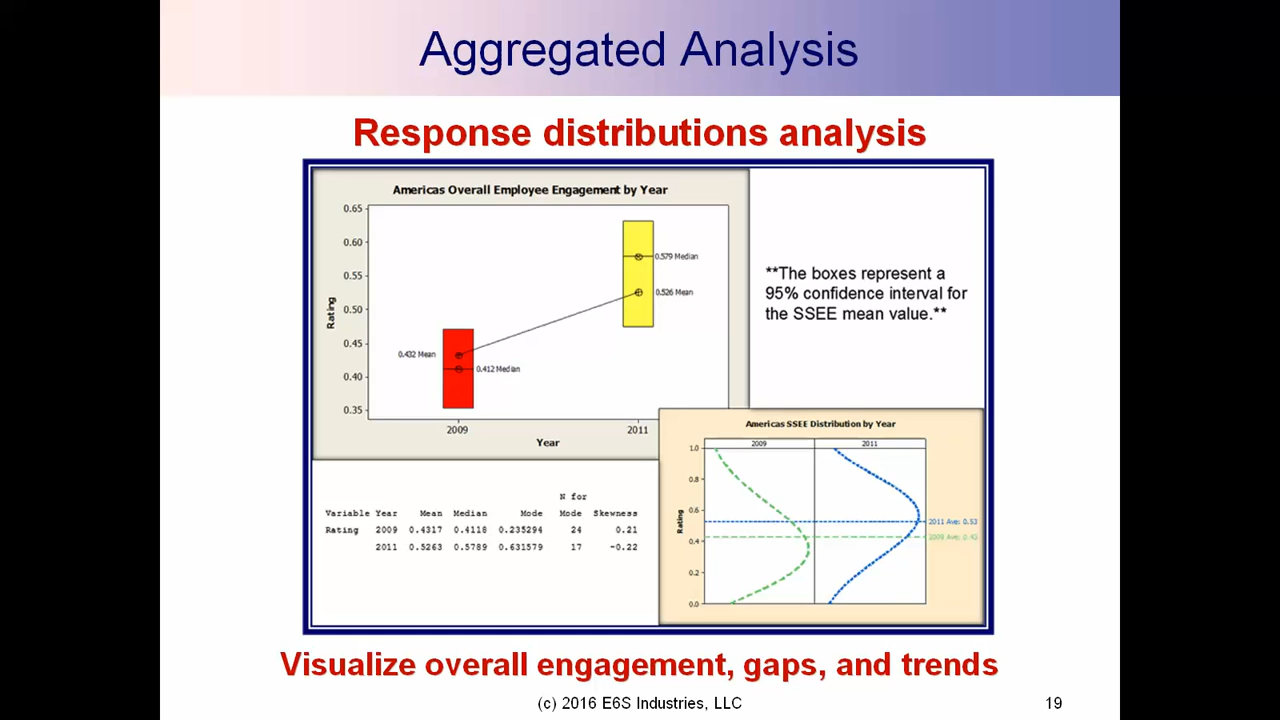 Aggregated Analysis
Response distributions analysis
Americas Overall Employee Engagement by Year
0.65
0.60
0.55
0.50
0.45
0.40
0.35
Rating
0.579 Median
0.526 Mean
0.432 Mean
0.412 Median
2009
2011
Year
**The boxes represent a
95% confidence interval for
the SSEE mean value.**
N for
Variable Year Mean Median Mode Mode Skewness
Rating 2009 0.4317 0.4118 0.235294 24 0.21
2011 0.5263 0.5789 0.631579 17 -0.22
Americas SSEE Distribution by Year
2009
2011
1.0
0.8
0.6
0.4
0.2
0.0
Rating
2011 Ave: 0.53
2009 Ave: 0.43
Visualize overall engagement, gaps, and trends
(c) 2016 E6S Industries, LLC
19